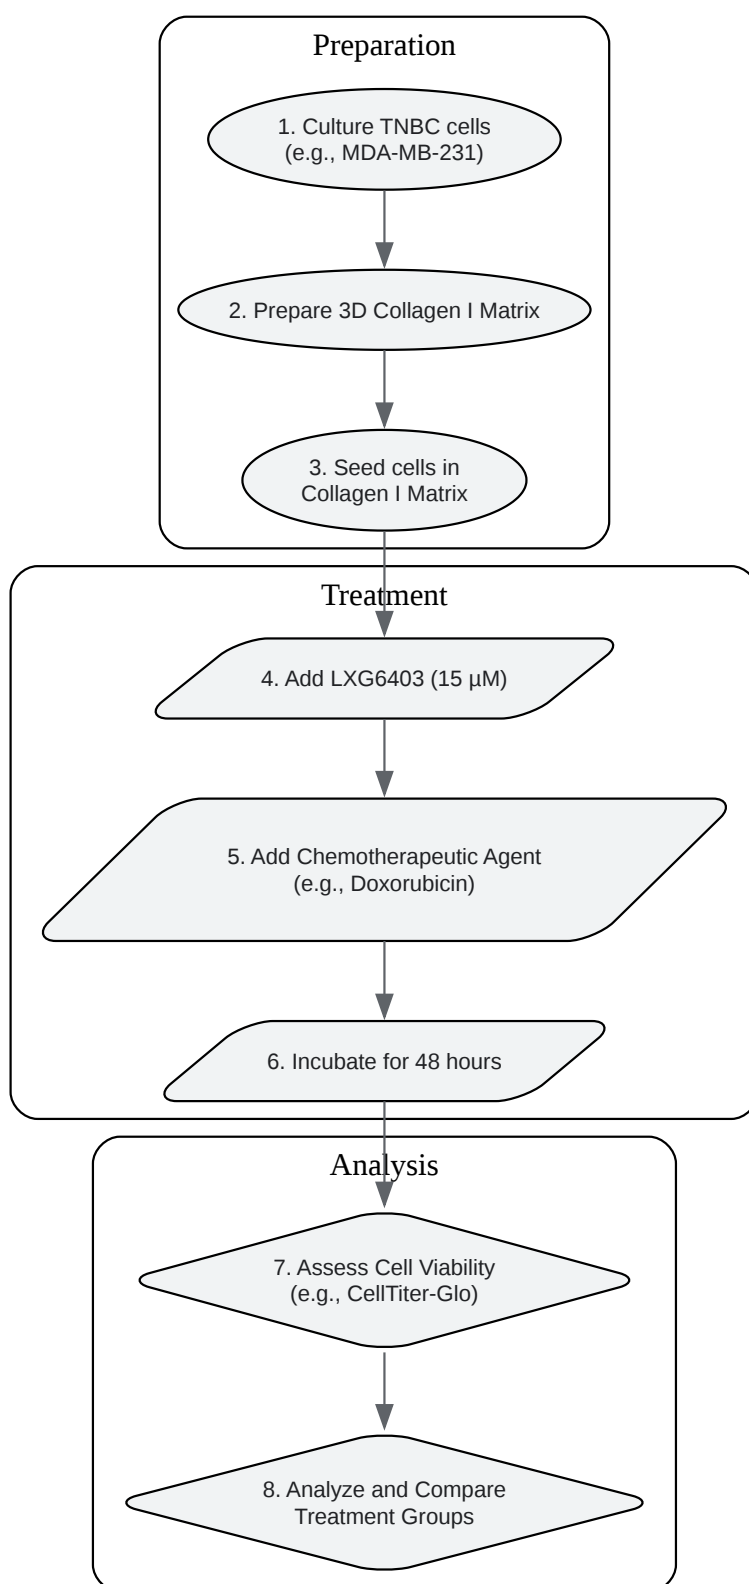 Preparation
1. Culture TNBC cells
(e.g., MDA-MB-231)
2. Prepare 3D Collagen I Matrix
3. Seed cells in
Collagen I Matrix
Treatment
4. Add LXG6403 (15 µM)
5. Add Chemotherapeutic Agent
(e.g., Doxorubicin)
6. Incubate for 48 hours
Analysis
7. Assess Cell Viability
(e.g., CellTiter-Glo)
8. Analyze and Compare
Treatment Groups